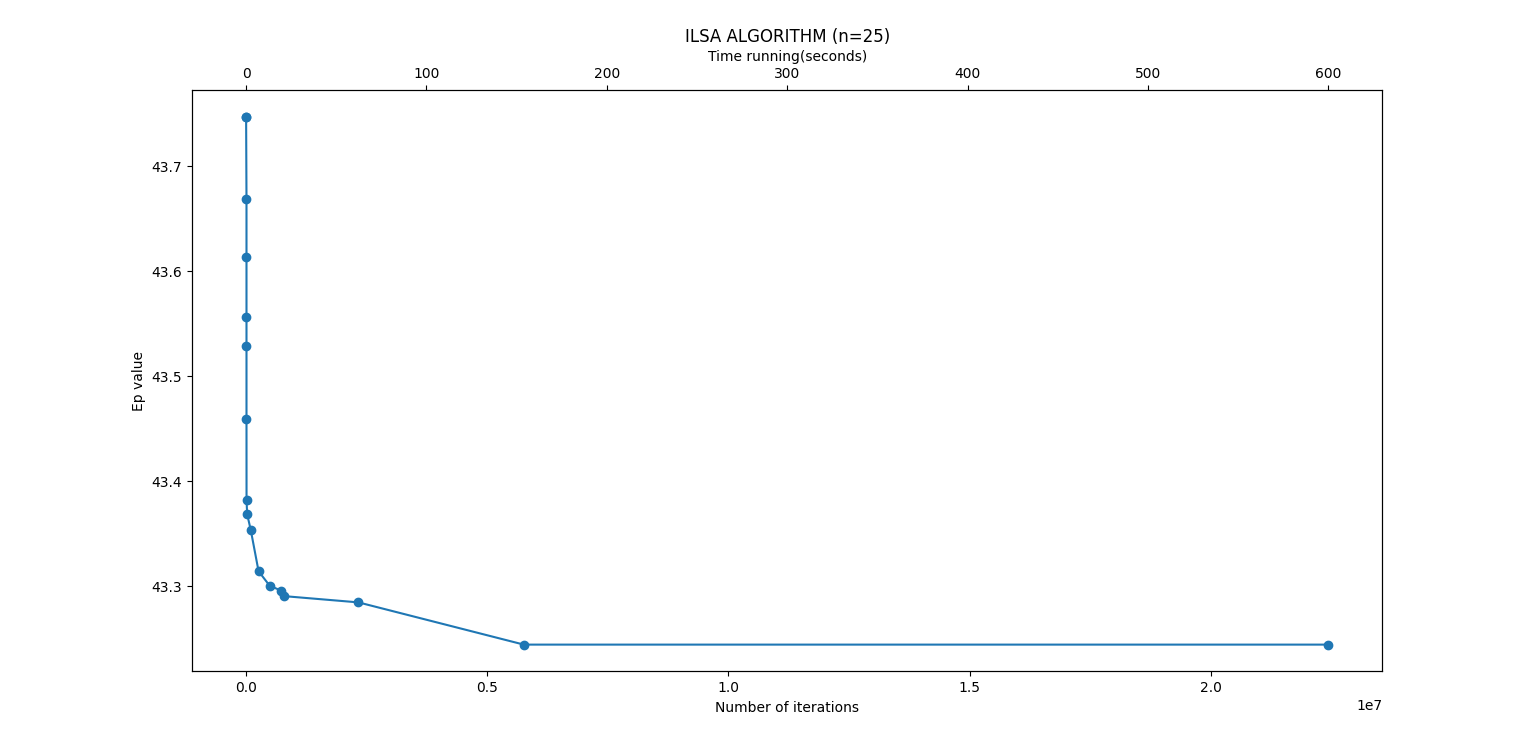 ILSA ALGORITHM (n=25)
Time running(seconds)
0 100 200 300 400 500 600
43.7
43.6
43.5
43.4
43.3
Ep value
0.0 0.5 1.0 1.5 2.0
Number of iterations
1e7